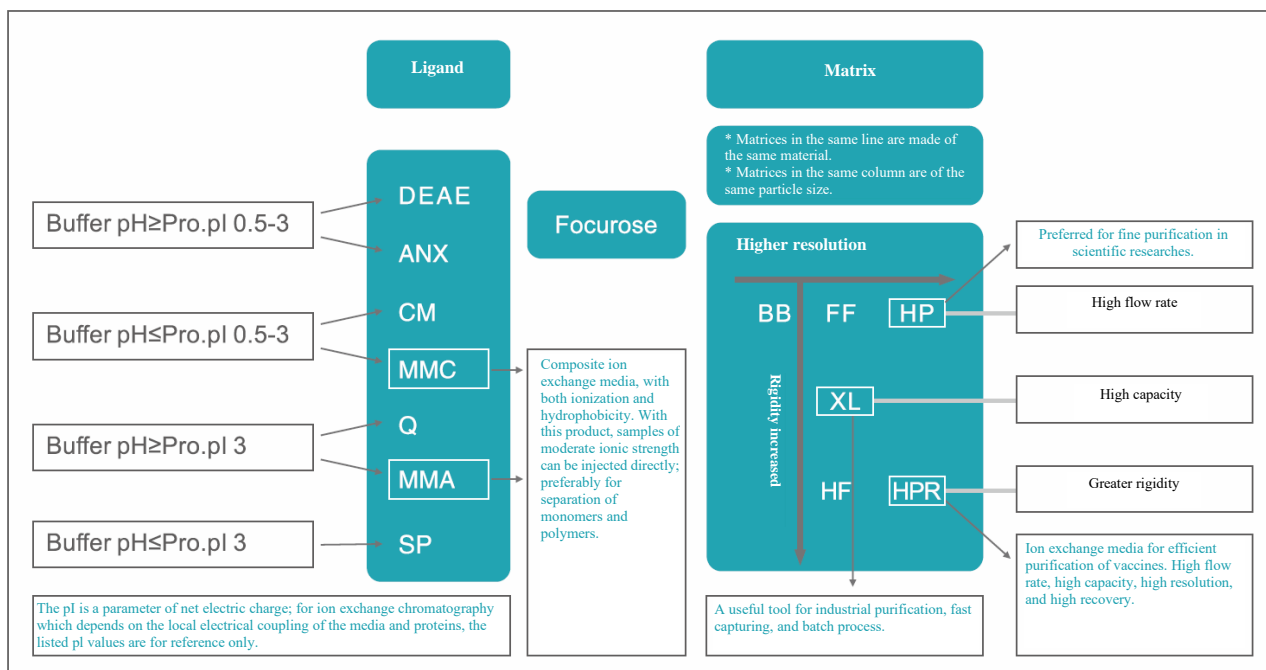 Ligand
Matrix
* Matrices in the same line are made of
the same material.
* Matrices in the same column are of the
same particle size.
Buffer pH≥Pro.pI 0.5-3
Buffer pH≤Pro.pI 0.5-3
Buffer pH≥Pro.pI 3
Buffer pH≤Pro.pI 3
DEAE
ANX
CM
MMC
Q
MMA
SP
Focurose
Composite ion
exchange media, with
both ionization and
hydrophobicity. With
this product, samples of
moderate ionic strength
can be injected directly;
preferably for
separation of
monomers and
polymers.
Higher resolution
BB FF HP
Rigidity increased
XL
HF HPR
Preferred for fine purification in
scientific researches.
High flow rate
High capacity
Greater rigidity
Ion exchange media for efficient
purification of vaccines. High flow
rate, high capacity, high resolution,
and high recovery.
The pI is a parameter of net electric charge; for ion exchange chromatography
which depends on the local electrical coupling of the media and proteins, the
listed pI values are for reference only.
A useful tool for industrial purification, fast
capturing, and batch process.